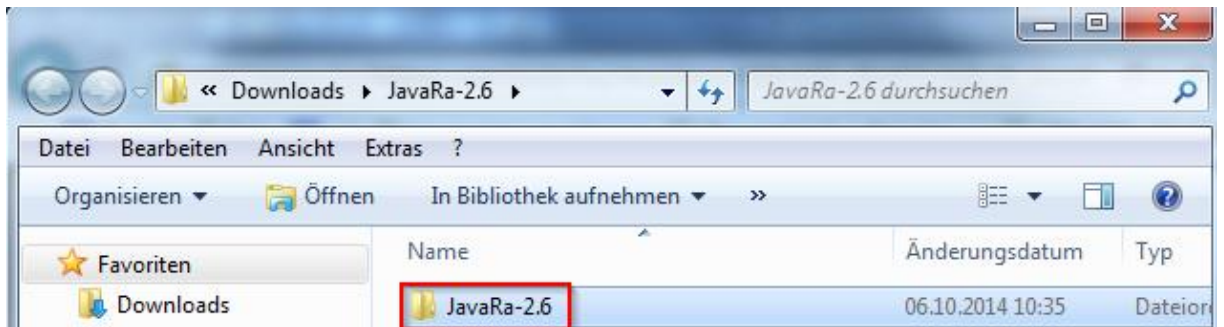 « Downloads ▸ JavaRa-2.6 ▸ JavaRa-2.6 durchsuchen
Datei Bearbeiten Ansicht Extras ?
Organisieren ▾ Öffnen In Bibliothek aufnehmen ▾ »
Favoriten Name Änderungsdatum Typ
Downloads JavaRa-2.6 06.10.2014 10:35 Dateior